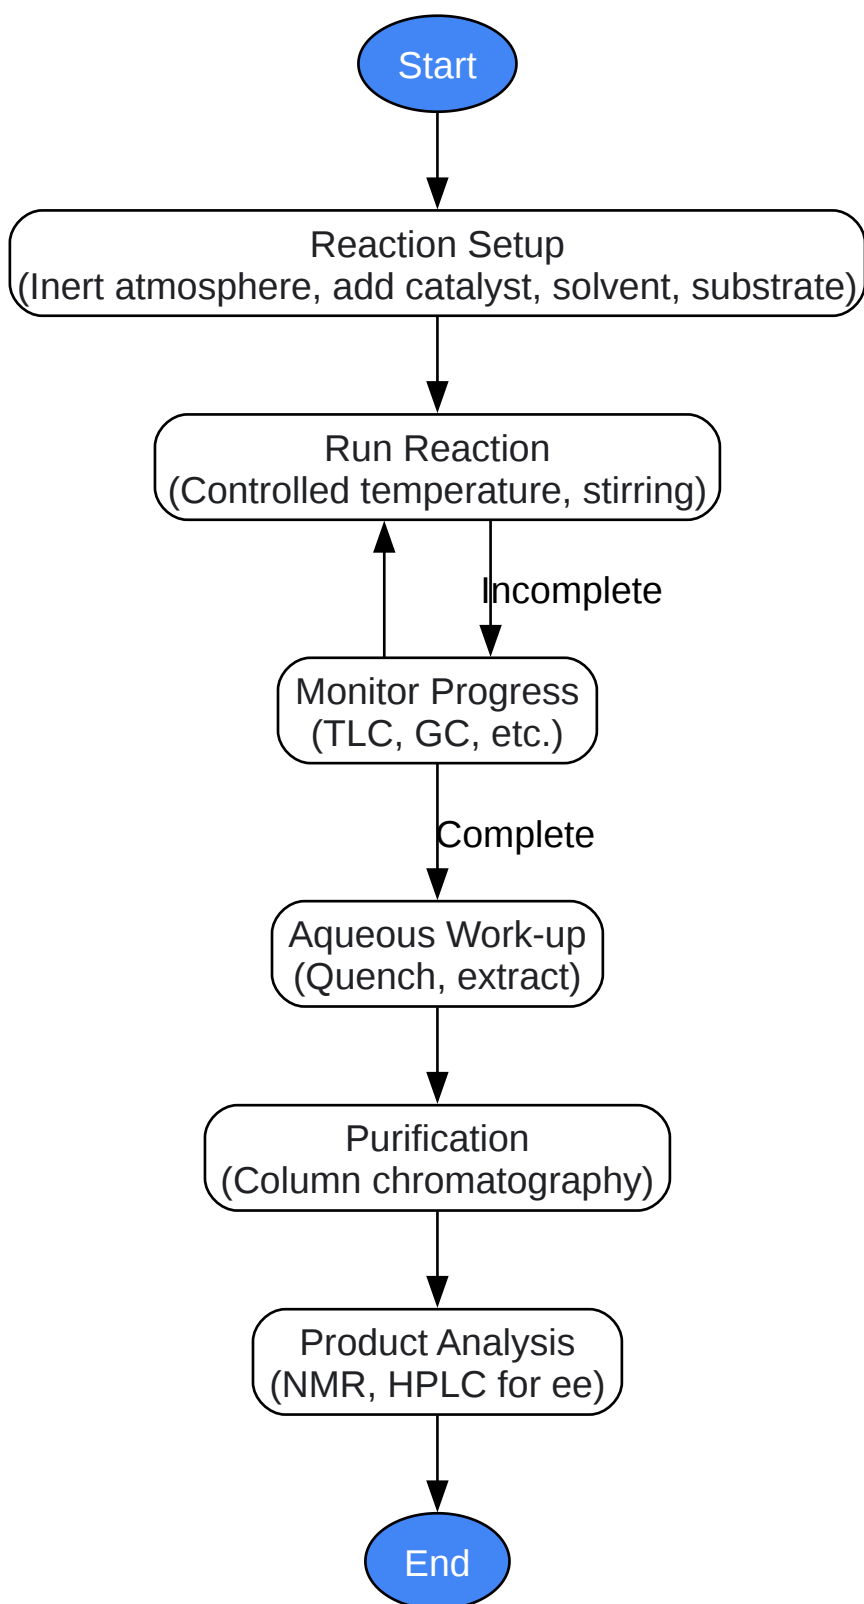 Start
Reaction Setup
(Inert atmosphere, add catalyst, solvent, substrate)
Run Reaction
(Controlled temperature, stirring)
Incomplete
Monitor Progress
(TLC, GC, etc.)
Complete
Aqueous Work-up
(Quench, extract)
Purification
(Column chromatography)
Product Analysis
(NMR, HPLC for ee)
End